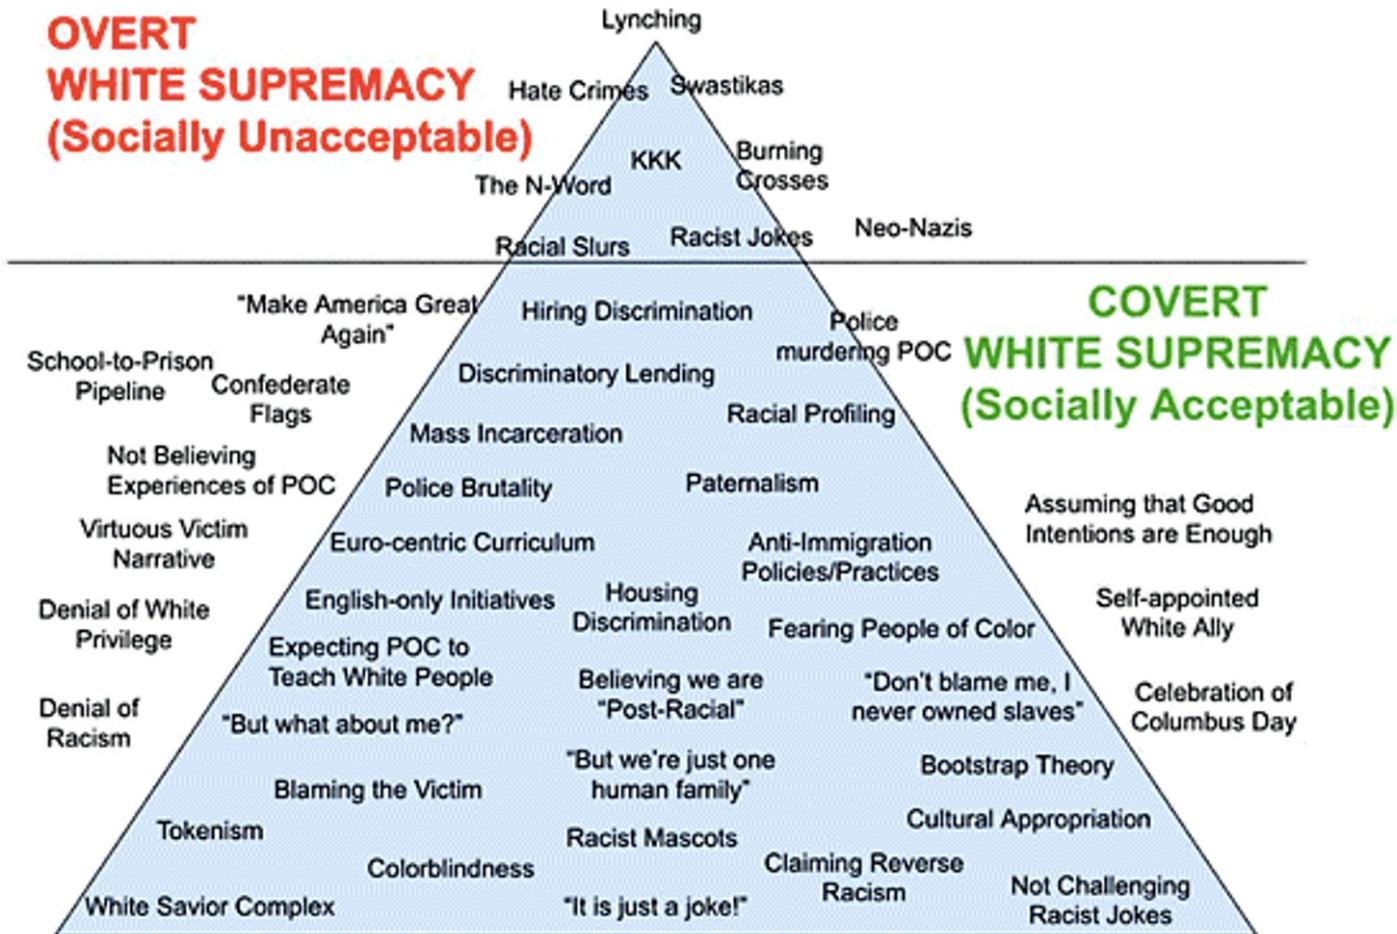 Lynching
OVERT
WHITE SUPREMACY
(Socially Unacceptable)
Hate Crimes
Swastikas
KKK
Burning
Crosses
The N-Word
Neo-Nazis
Racial Slurs
Racist Jokes
COVERT
WHITE SUPREMACY
(Socially Acceptable)
"Make America Great
Again"
Hiring Discrimination
Police
murdering POC
School-to-Prison
Pipeline
Confederate
Flags
Discriminatory Lending
Racial Profiling
Mass Incarceration
Not Believing
Experiences of POC
Police Brutality
Paternalism
Assuming that Good
Intentions are Enough
Virtuous Victim
Narrative
Euro-centric Curriculum
Anti-Immigration
Policies/Practices
Denial of White
Privilege
English-only Initiatives
Housing
Discrimination
Fearing People of Color
Self-appointed
White Ally
Expecting POC to
Teach White People
Believing we are
"Post-Racial"
"Don't blame me, I
never owned slaves"
Celebration of
Columbus Day
Denial of
Racism
"But what about me?"
"But we're just one
human family"
Bootstrap Theory
Blaming the Victim
Cultural Appropriation
Tokenism
Racist Mascots
Colorblindness
Claiming Reverse
Racism
Not Challenging
Racist Jokes
White Savior Complex
"It is just a joke!"